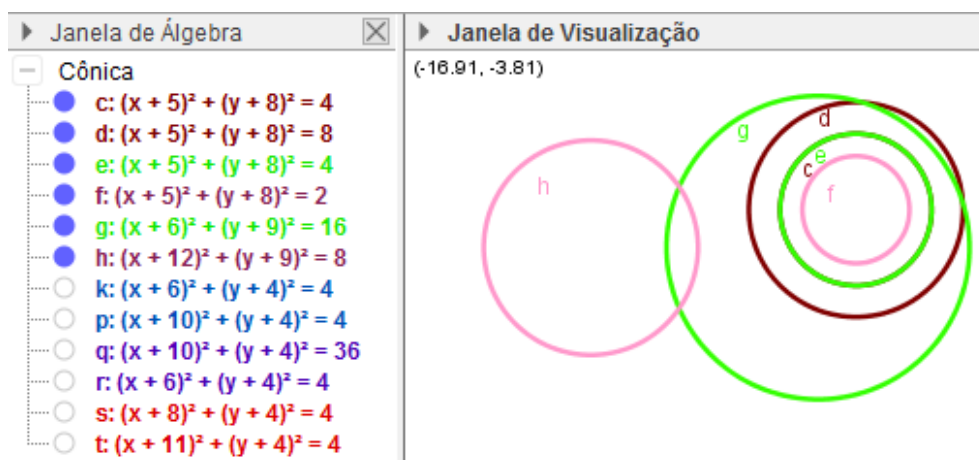 Janela de Álgebra
Cônica
c: (x + 5)² + (y + 8)² = 4
d: (x + 5)² + (y + 8)² = 8
e: (x + 5)² + (y + 8)² = 4
f: (x + 5)² + (y + 8)² = 2
g: (x + 6)² + (y + 9)² = 16
h: (x + 12)² + (y + 9)² = 8
k: (x + 6)² + (y + 4)² = 4
p: (x + 10)² + (y + 4)² = 4
q: (x + 10)² + (y + 4)² = 36
r: (x + 6)² + (y + 4)² = 4
s: (x + 8)² + (y + 4)² = 4
t: (x + 11)² + (y + 4)² = 4
Janela de Visualização
(-16.91, -3.81)
d
g
e
c
h
f